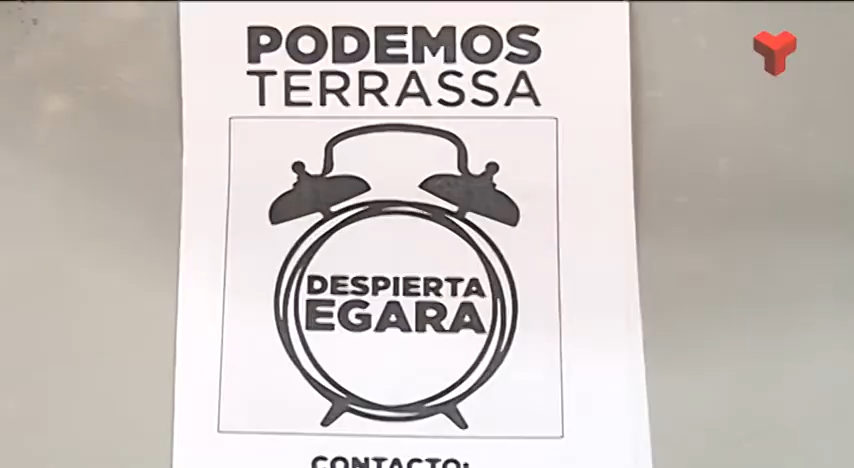 PODEMOS
TERRASSA
DESPIERTA
EGARA
CONTACTO: